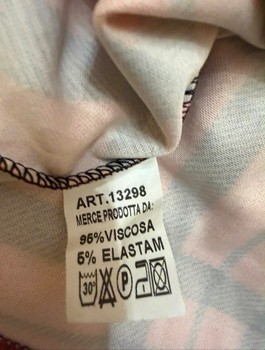 ART.13298
MERCE PRODOTTA DA:
95%VISCOSA
5% ELASTAM
30°
P